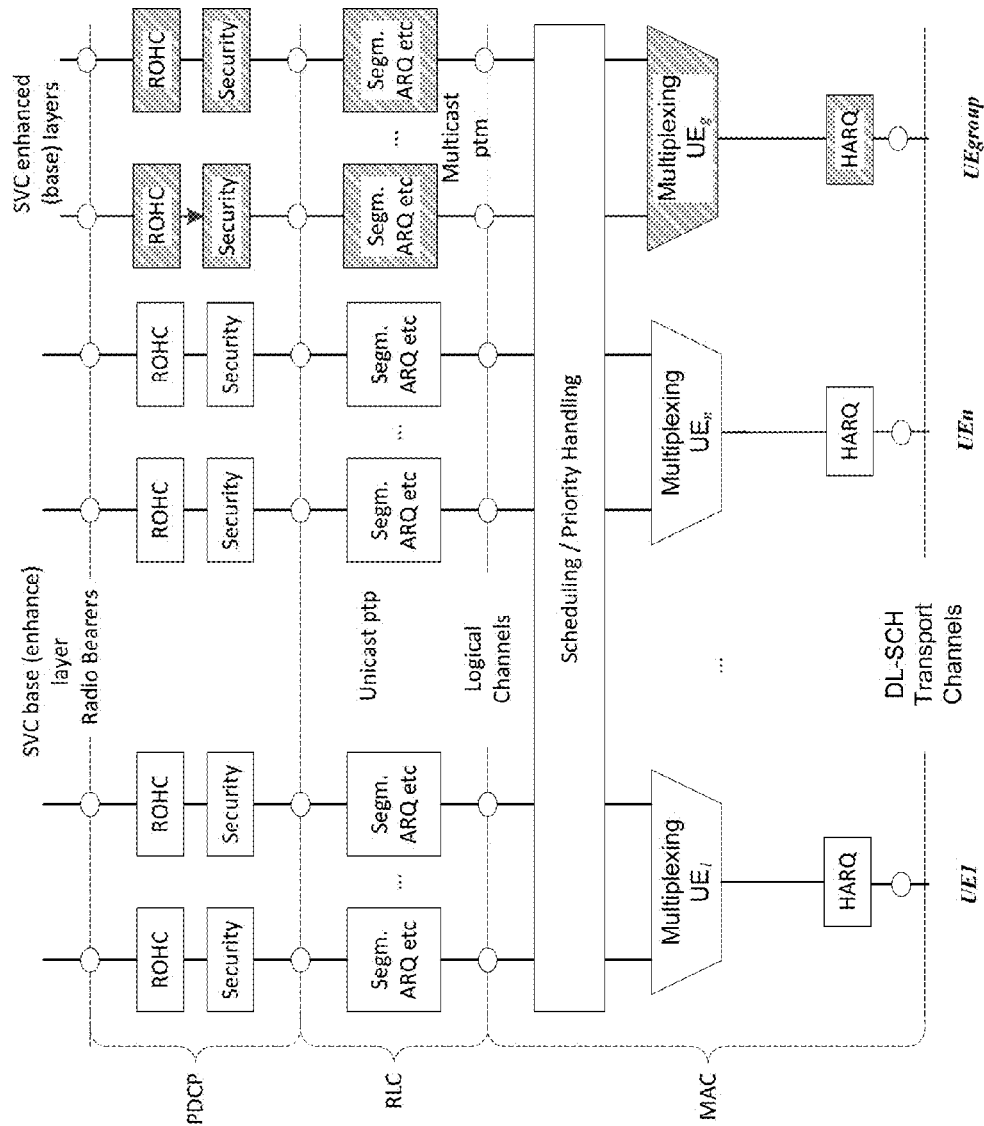 SVC base (enhance)
layer
SVC enhanced
(base) layers
Radio Bearers
PDCP
ROHC
ROHC
ROHC
ROHC
ROHC
ROHC
Security
Security
Security
Security
Security
Security
RLC
Segm.
ARQ etc
...
Segm.
ARQ etc
Unicast ptp
Segm.
ARQ etc
...
Segm.
ARQ etc
Segm.
ARQ etc
...
Segm.
ARQ etc
Multicast
ptm
Logical
Channels
MAC
Scheduling / Priority Handling
Multiplexing
UE1
...
Multiplexing
UEn
Multiplexing
UEg
HARQ
HARQ
HARQ
DL-SCH
Transport
Channels
UE1
UEn
UEgroup